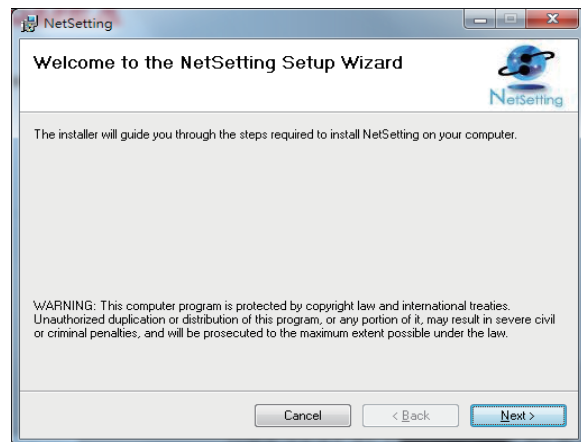 NetSetting
Welcome to the NetSetting Setup Wizard
NetSetting
The installer will guide you through the steps required to install NetSetting on your computer.
WARNING: This computer program is protected by copyright law and international treaties.
Unauthorized duplication or distribution of this program, or any portion of it, may result in severe civil
or criminal penalties, and will be prosecuted to the maximum extent possible under the law.
Cancel
< Back
Next >